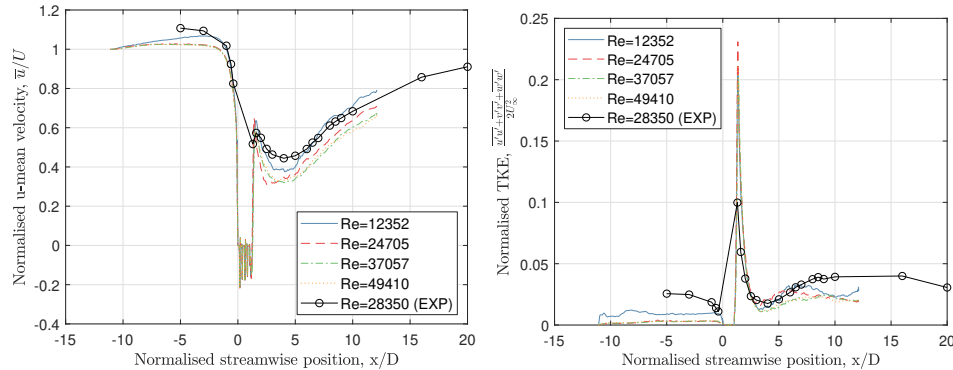 1.2
1
0.8
0.6
0.4
0.2
0
-0.2
-0.4
-15 -10 -5 0 5 10 15 20
Normalised streamwise position, x/D
Normalised u-mean velocity, u̅/U
Re=12352
Re=24705
Re=37057
Re=49410
Re=28350 (EXP)
0.25
0.2
0.15
0.1
0.05
0
-15 -10 -5 0 5 10 15 20
Normalised streamwise position, x/D
Normalised TKE, (u̅'̅u̅'̅+v̅'̅v̅'̅+w̅'̅w̅'̅)/2U²∞
Re=12352
Re=24705
Re=37057
Re=49410
Re=28350 (EXP)